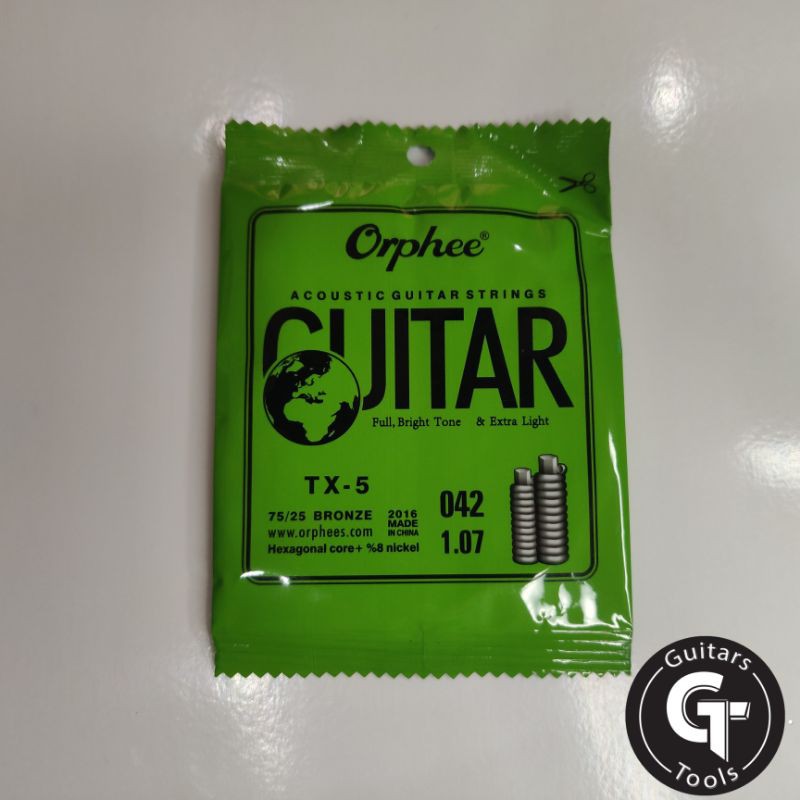 Orphee®
ACOUSTIC GUITAR STRINGS
GUITAR
Full, Bright Tone & Extra Light
TX-5
75/25 BRONZE
www.orphees.com
Hexagonal core+ %8 nickel
2016
MADE
IN CHINA
042
1.07
Guitars
GT
Tools